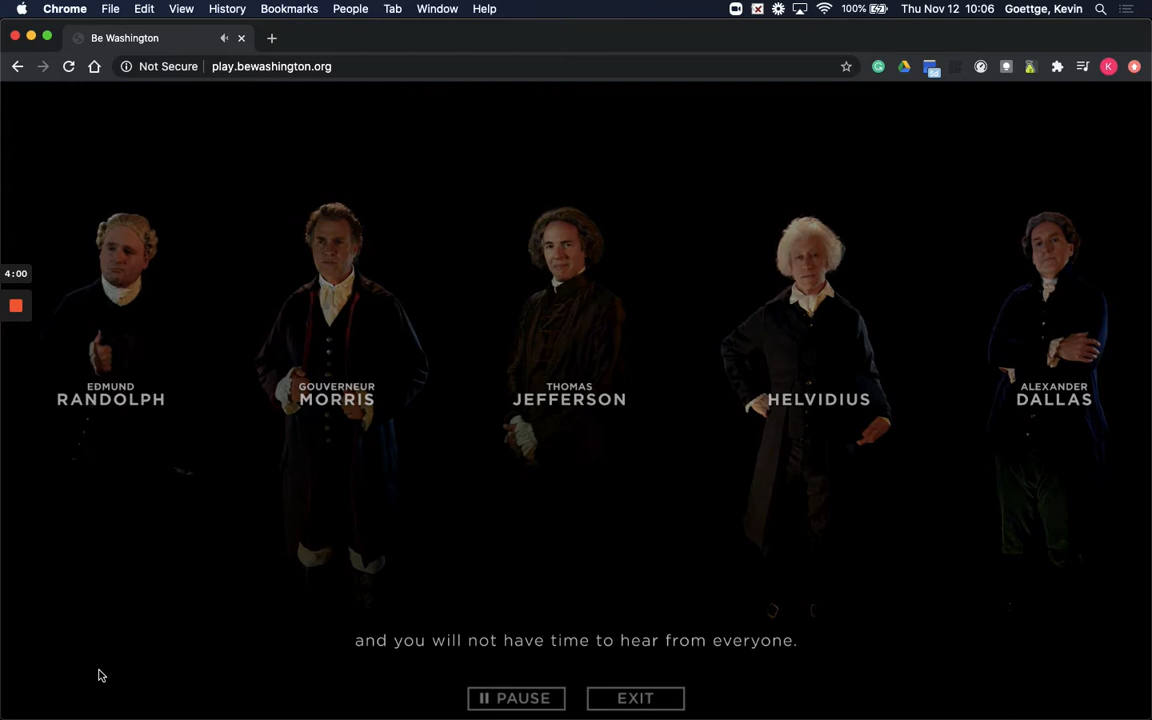 Chrome File Edit View History Bookmarks People Tab Window Help 100% Thu Nov 12 10:06 Goettge, Kevin
Be Washington
Not Secure play.bewashington.org
K
4:00
EDMUND
RANDOLPH
GOUVERNEUR
MORRIS
THOMAS
JEFFERSON
HELVIDIUS
ALEXANDER
DALLAS
and you will not have time to hear from everyone.
PAUSE EXIT